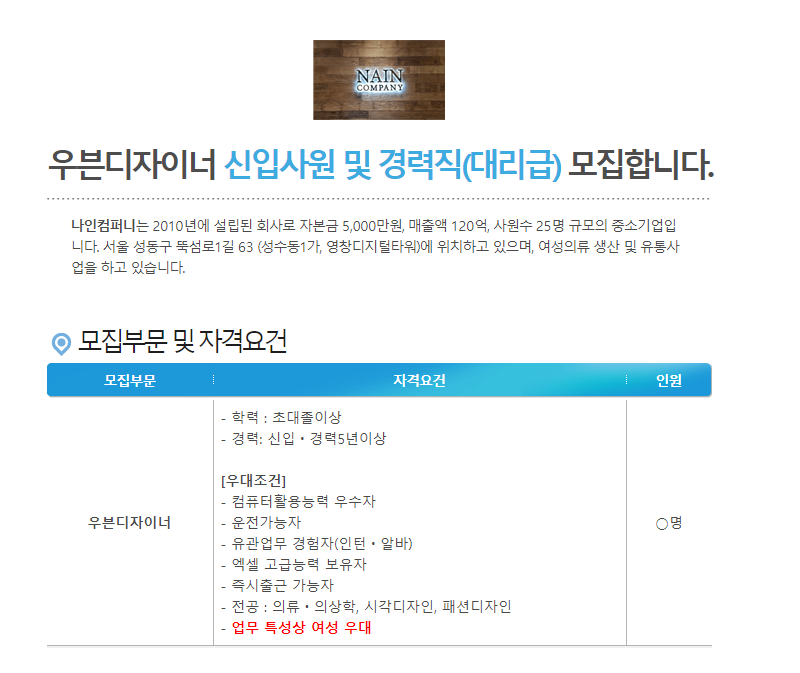 NAIN
COMPANY
우븐디자이너 신입사원 및 경력직(대리급) 모집합니다.
나인컴퍼니는 2010년에 설립된 회사로 자본금 5,000만원, 매출액 120억, 사원수 25명 규모의 중소기업입
니다. 서울 성동구 뚝섬로1길 63 (성수동1가, 영창디지털타워)에 위치하고 있으며, 여성의류 생산 및 유통사
업을 하고 있습니다.
모집부문 및 자격요건
모집부문 자격요건 인원
- 학력 : 초대졸이상
- 경력: 신입・경력5년이상
[우대조건]
- 컴퓨터활용능력 우수자
우븐디자이너 - 운전가능자 ○명
- 유관업무 경험자(인턴・알바)
- 엑셀 고급능력 보유자
- 즉시출근 가능자
- 전공 : 의류・의상학, 시각디자인, 패션디자인
- 업무 특성상 여성 우대